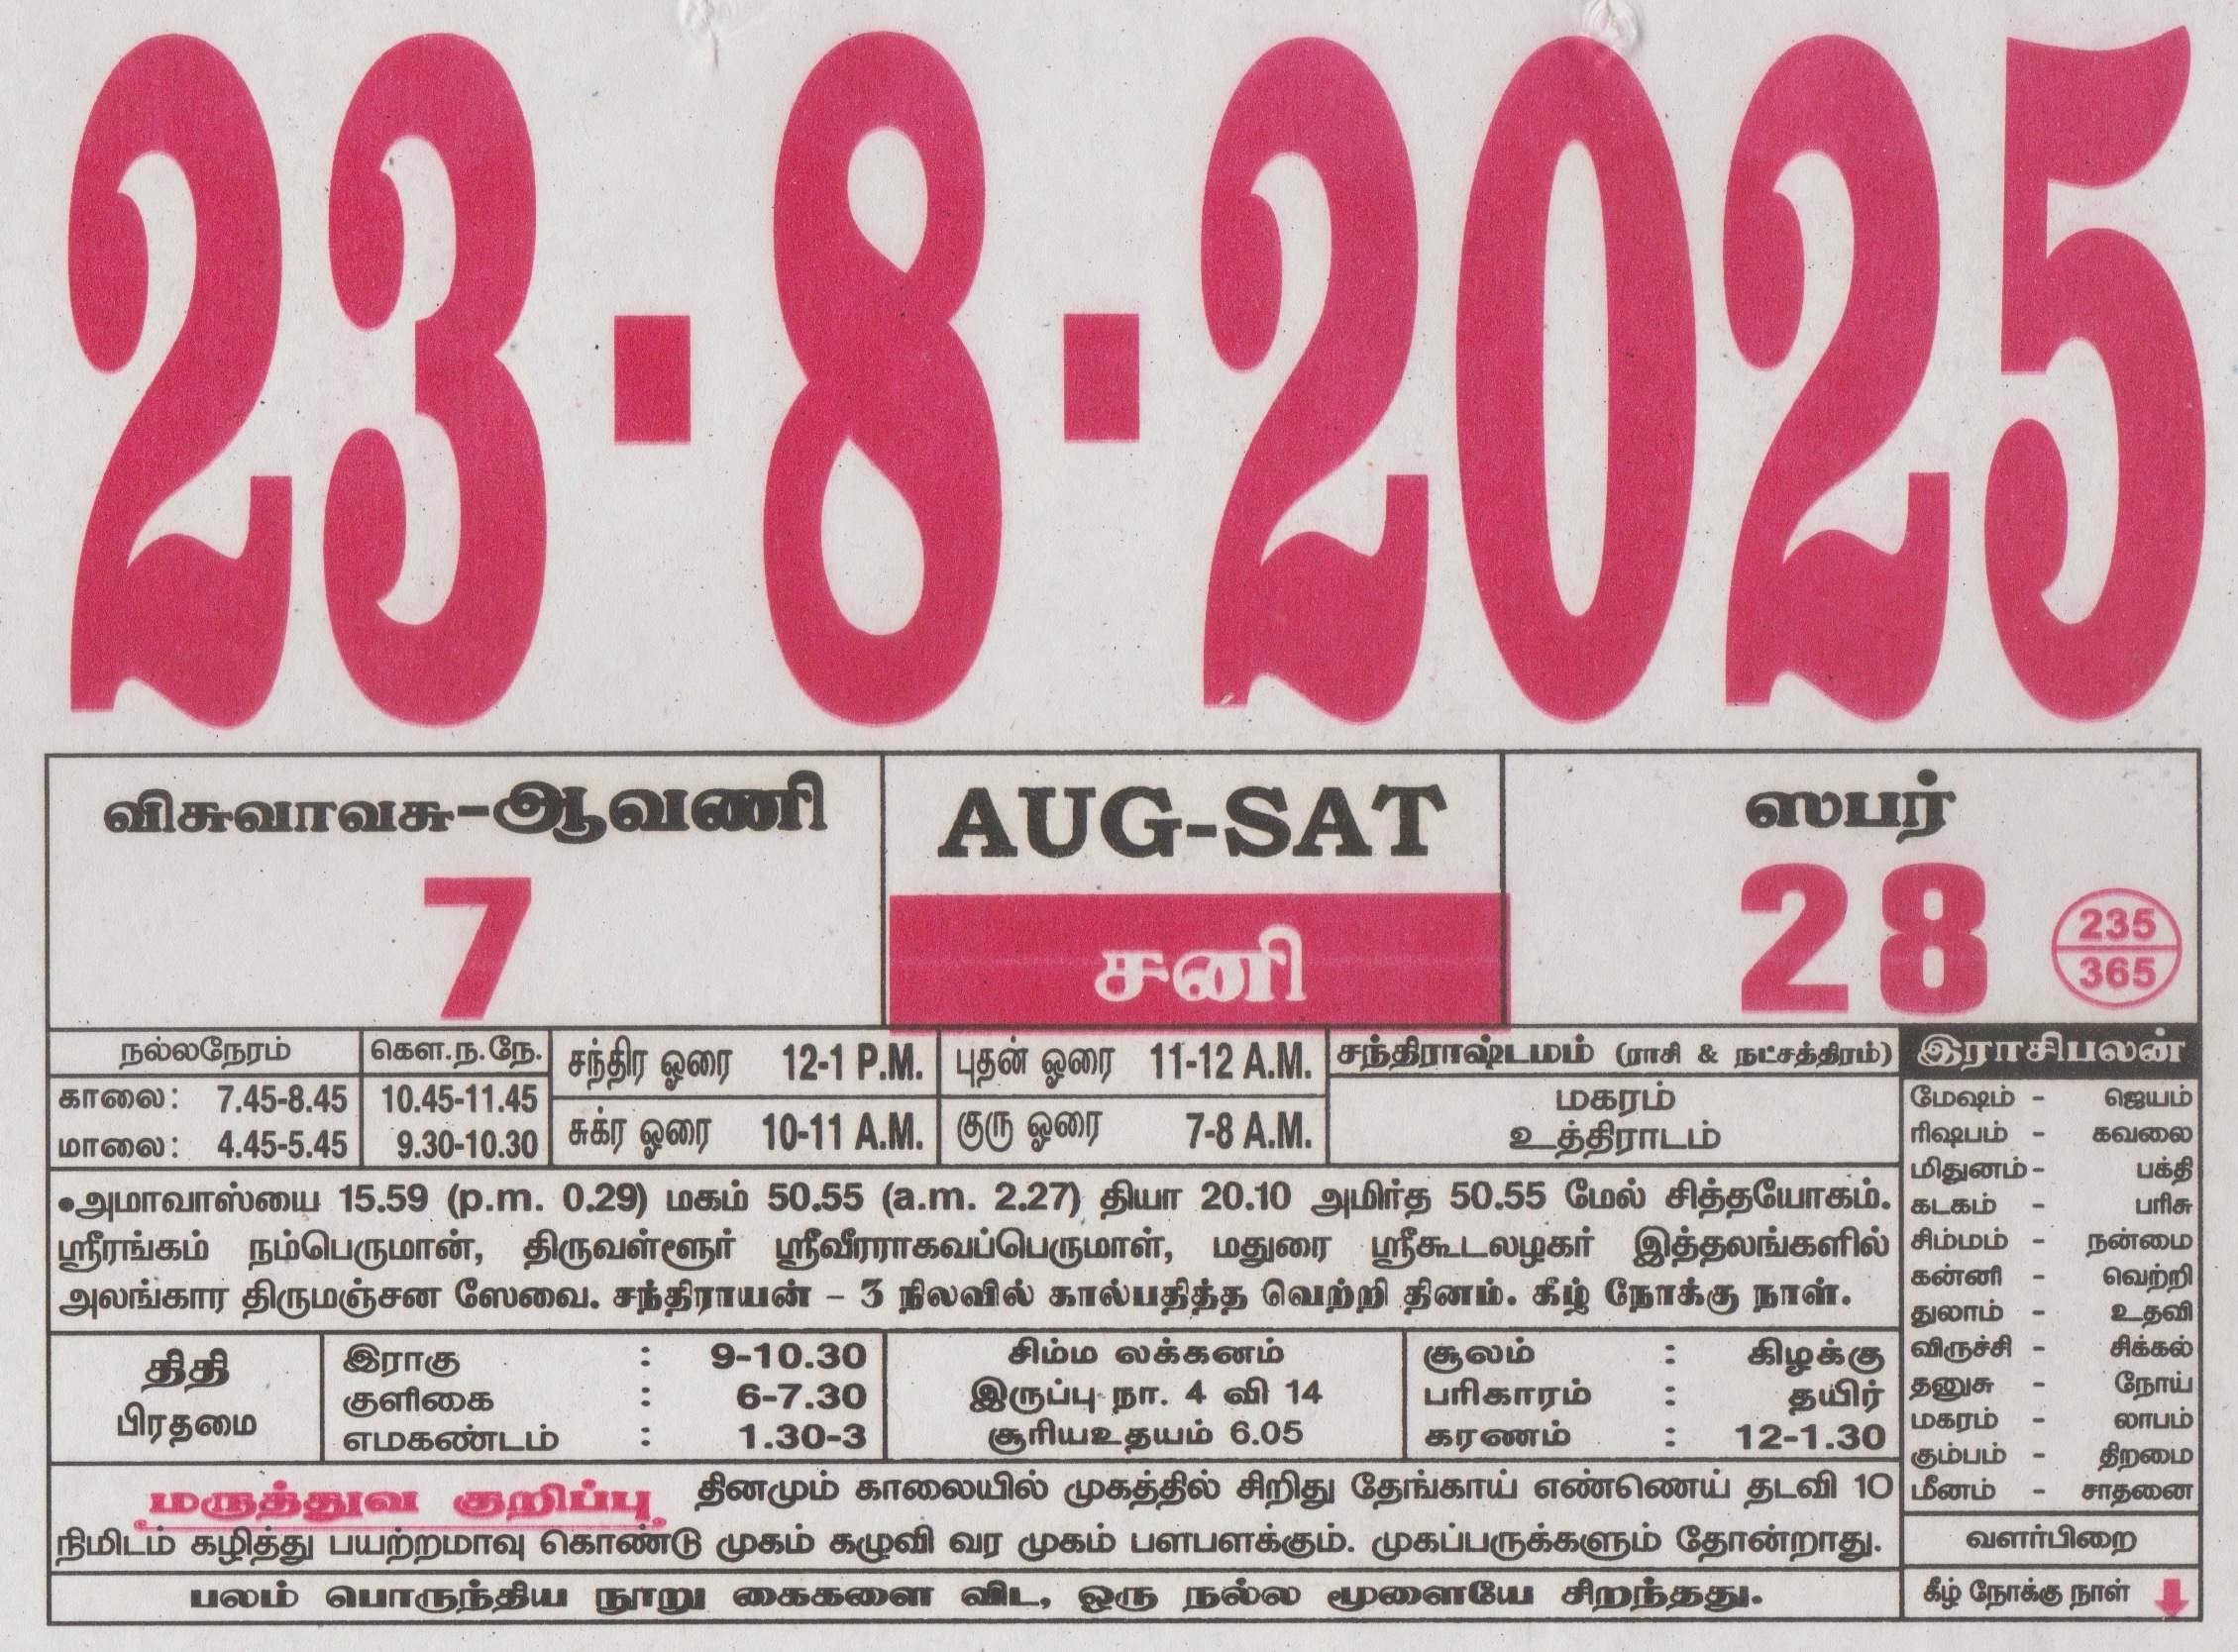 23-8-2025
விசுவாவசு-ஆவணி
7
AUG-SAT
சனி
ஸபர்
28
235
365
நல்லநேரம்
காலை: 7.45-8.45
மாலை: 4.45-5.45
கௌ.ந.நே.
10.45-11.45
9.30-10.30
சந்திர ஓரை 12-1 P.M.
சுக்ர ஓரை 10-11 A.M.
புதன் ஓரை 11-12 A.M.
குரு ஓரை 7-8 A.M.
சந்திராஷ்டமம் (ராசி & நட்சத்திரம்)
மகரம்
உத்திராடம்
•அமாவாஸ்யை 15.59 (p.m. 0.29) மகம் 50.55 (a.m. 2.27) தியா 20.10 அமிர்த 50.55 மேல் சித்தயோகம்.
ஸ்ரீரங்கம் நம்பெருமான், திருவள்ளூர் ஸ்ரீவீரராகவப்பெருமாள், மதுரை ஸ்ரீகூடலழகர் இத்தலங்களில்
அலங்கார திருமஞ்சன ஸேவை. சந்திராயன் – 3 நிலவில் கால்பதித்த வெற்றி தினம். கீழ் நோக்கு நாள்.
திதி
பிரதமை
இராகு : 9-10.30
குளிகை : 6-7.30
எமகண்டம் : 1.30-3
சிம்ம லக்கனம்
இருப்பு நா. 4 வி 14
சூரியஉதயம் 6.05
சூலம் : கிழக்கு
பரிகாரம் : தயிர்
கரணம் : 12-1.30
மருத்துவ குறிப்பு தினமும் காலையில் முகத்தில் சிறிது தேங்காய் எண்ணெய் தடவி 10
நிமிடம் கழித்து பயற்றமாவு கொண்டு முகம் கழுவி வர முகம் பளபளக்கும். முகப்பருக்களும் தோன்றாது.
பலம் பொருந்திய நூறு கைகளை விட, ஒரு நல்ல மூளையே சிறந்தது.
இராசிபலன்
மேஷம் - ஜெயம்
ரிஷபம் - கவலை
மிதுனம் - பக்தி
கடகம் - பரிசு
சிம்மம் - நன்மை
கன்னி - வெற்றி
துலாம் - உதவி
விருச்சி - சிக்கல்
தனுசு - நோய்
மகரம் - லாபம்
கும்பம் - திறமை
மீனம் - சாதனை
வளர்பிறை
கீழ் நோக்கு நாள்